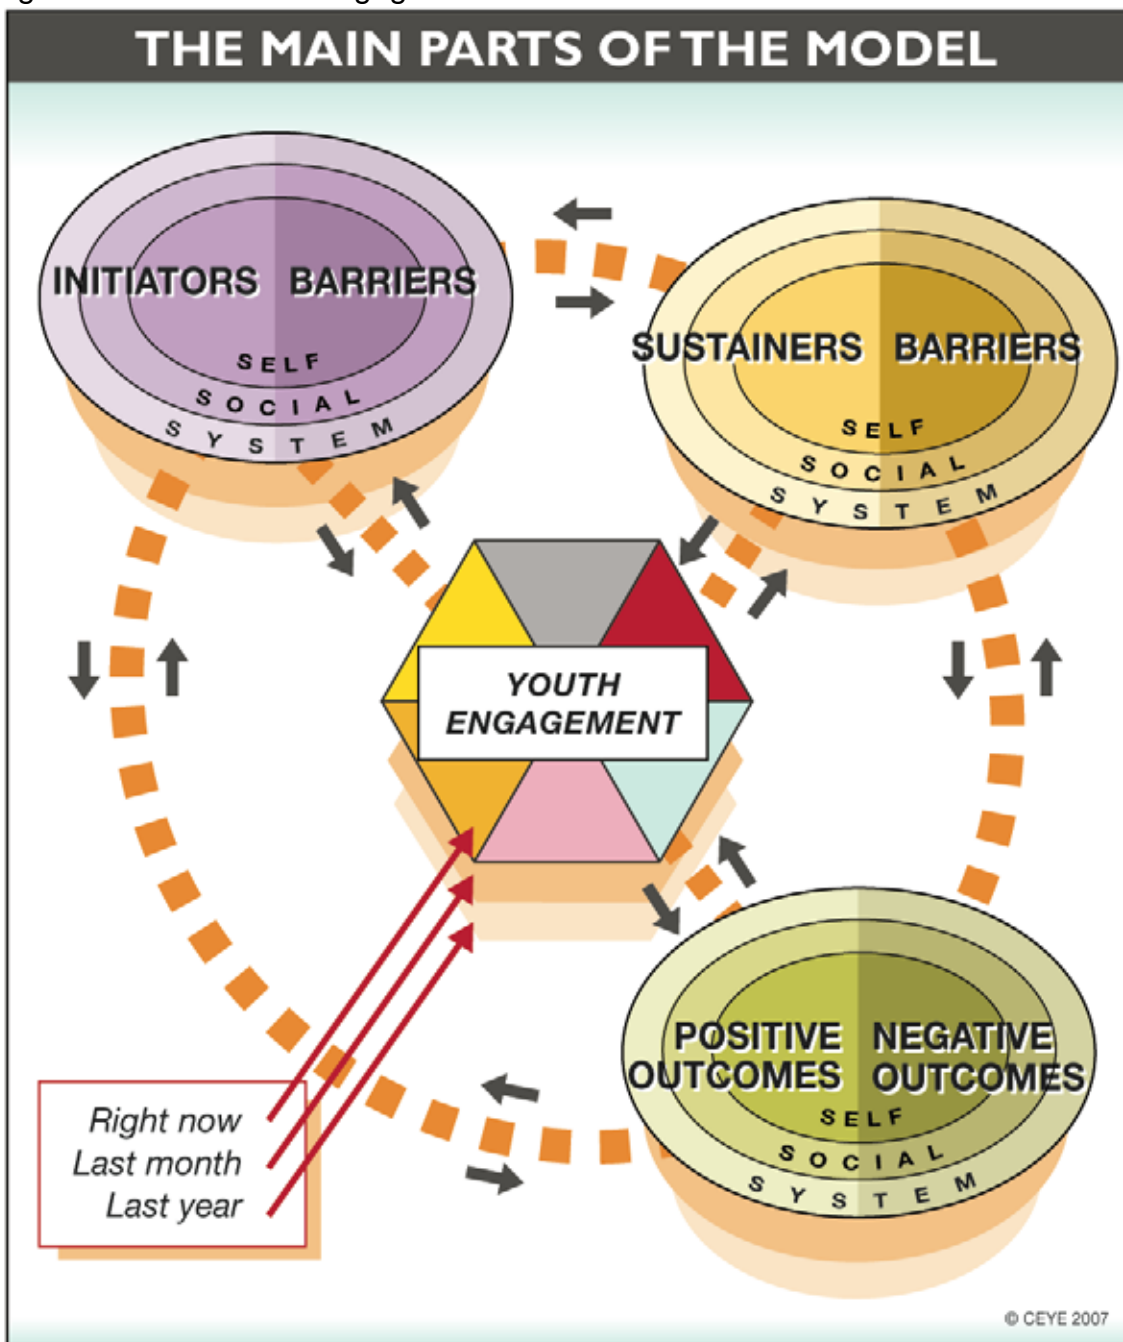 THE MAIN PARTS OF THE MODEL
INITIATORS BARRIERS
SELF
SOCIAL
SYSTEM
SUSTAINERS BARRIERS
SELF
SOCIAL
SYSTEM
YOUTH
ENGAGEMENT
POSITIVE NEGATIVE
OUTCOMES OUTCOMES
SELF
SOCIAL
SYSTEM
Right now
Last month
Last year
© CEYE 2007